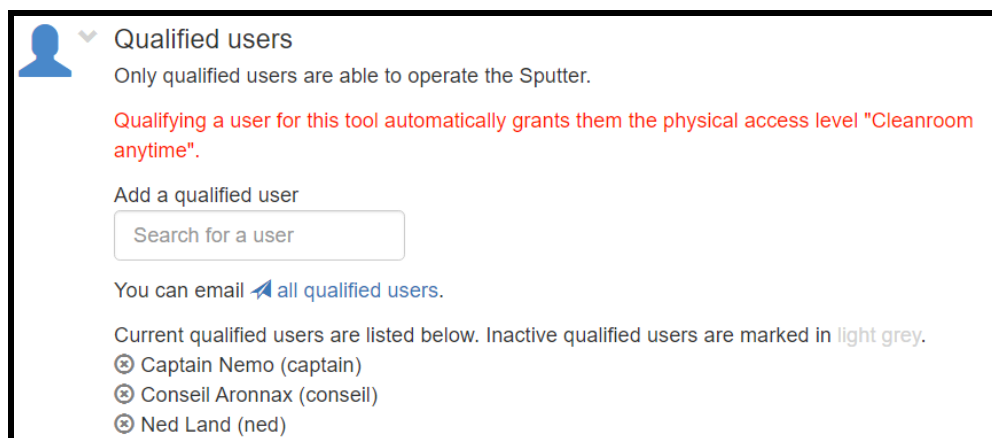 Qualified users
Only qualified users are able to operate the Sputter.
Qualifying a user for this tool automatically grants them the physical access level "Cleanroom
anytime".
Add a qualified user
Search for a user
You can email all qualified users.
Current qualified users are listed below. Inactive qualified users are marked in light grey.
Captain Nemo (captain)
Conseil Aronnax (conseil)
Ned Land (ned)